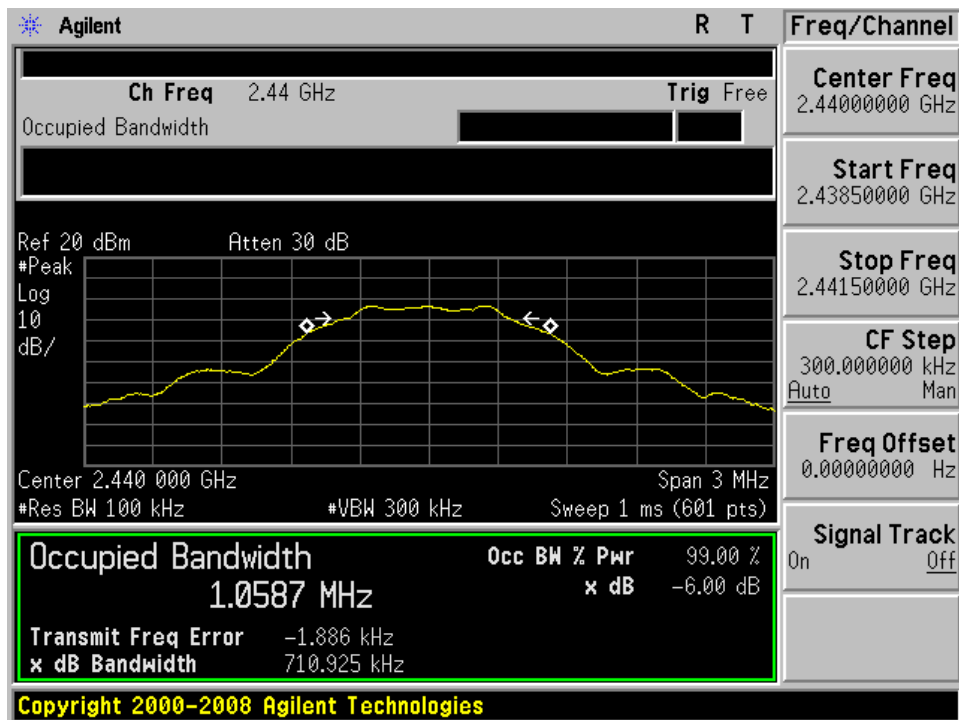 Agilent R T
Freq/Channel
Ch Freq 2.44 GHz Trig Free
Occupied Bandwidth
Ref 20 dBm Atten 30 dB
#Peak
Log
10
dB/
Center 2.440 000 GHz Span 3 MHz
#Res BW 100 kHz #VBW 300 kHz Sweep 1 ms (601 pts)
Occupied Bandwidth
1.0587 MHz
Occ BW % Pwr 99.00 %
x dB -6.00 dB
Transmit Freq Error -1.886 kHz
x dB Bandwidth 710.925 kHz
Center Freq
2.44000000 GHz
Start Freq
2.43850000 GHz
Stop Freq
2.44150000 GHz
CF Step
300.000000 kHz
Auto Man
Freq Offset
0.00000000 Hz
Signal Track
On Off
Copyright 2000-2008 Agilent Technologies